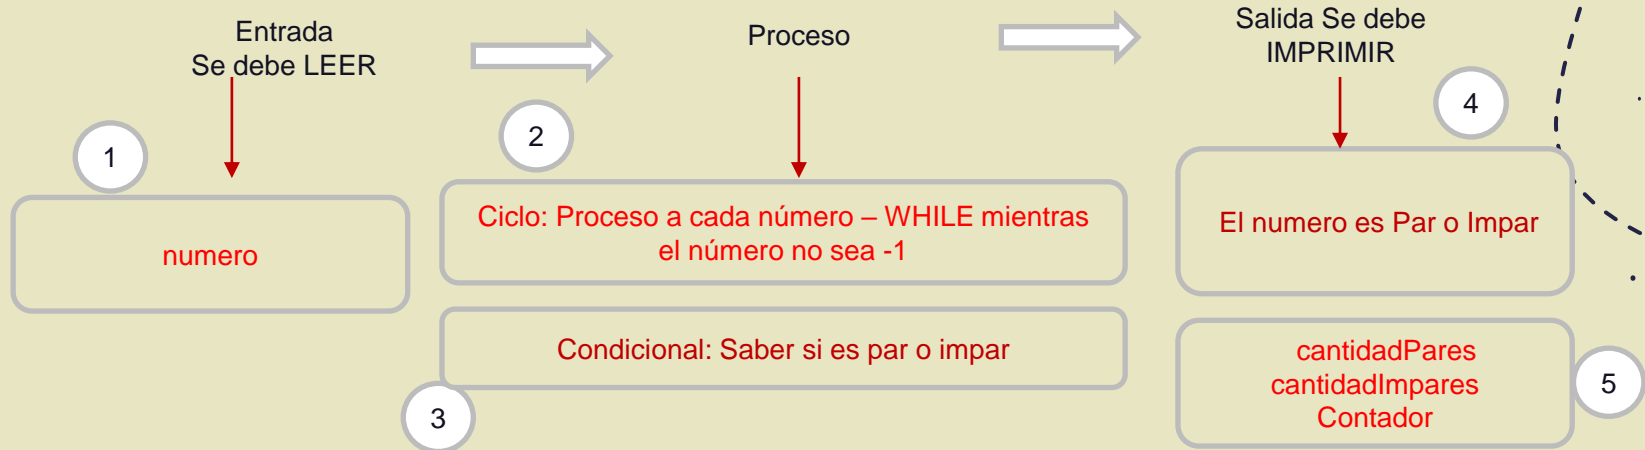 Entrada
Se debe LEER
Proceso
Salida Se debe
IMPRIMIR
1
numero
2
Ciclo: Proceso a cada número – WHILE mientras
el número no sea -1
Condicional: Saber si es par o impar
3
4
El numero es Par o Impar
cantidadPares
cantidadImpares
Contador
5